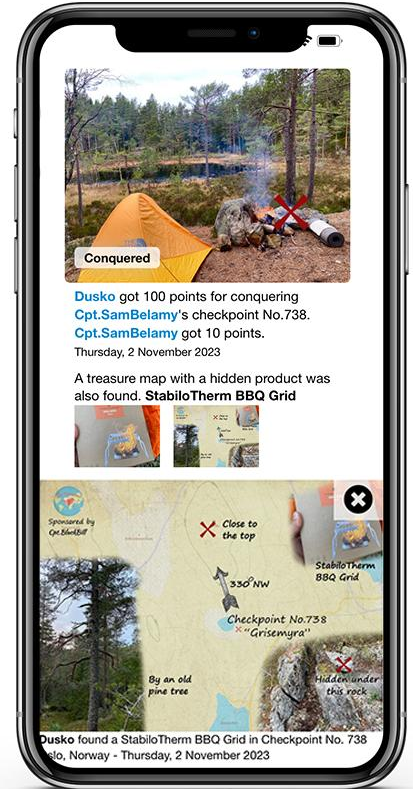 Conquered
Dusko got 100 points for conquering
Cpt.SamBelamy's checkpoint No.738.
Cpt.SamBelamy got 10 points.
Thursday, 2 November 2023
A treasure map with a hidden product was
also found. StabiloTherm BBQ Grid
Sponsored by
Cpt.BlackBill
Close to
the top
StabiloTherm
BBQ Grid
330°NW
Checkpoint No.738
"Grisemyra"
By an old
pine tree
Hidden under
this rock
Dusko found a StabiloTherm BBQ Grid in Checkpoint No. 738
slo, Norway - Thursday, 2 November 2023